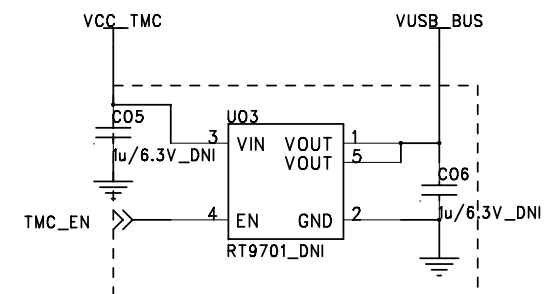 VCC_TMC
VUSB_BUS
C05
1u/6.3V_DNI
U03
3
VIN
VOUT
1
VOUT
5
C06
1u/6.3V_DNI
TMC_EN
4
EN
GND
2
RT9701_DNI